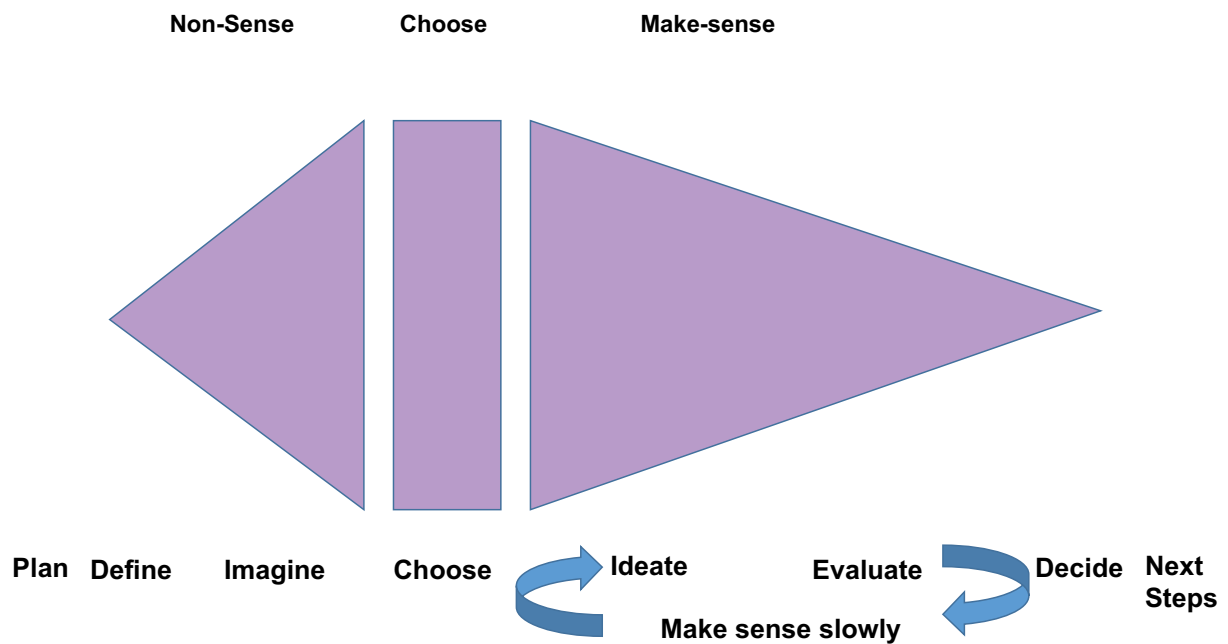 Non-Sense Choose Make-sense
Plan Define Imagine Choose Ideate Evaluate Decide Next
Steps
Make sense slowly